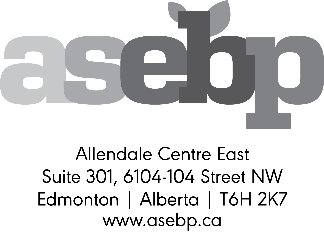 asebp
Allendale Centre East
Suite 301, 6104-104 Street NW
Edmonton | Alberta | T6H 2K7
www.asebp.ca